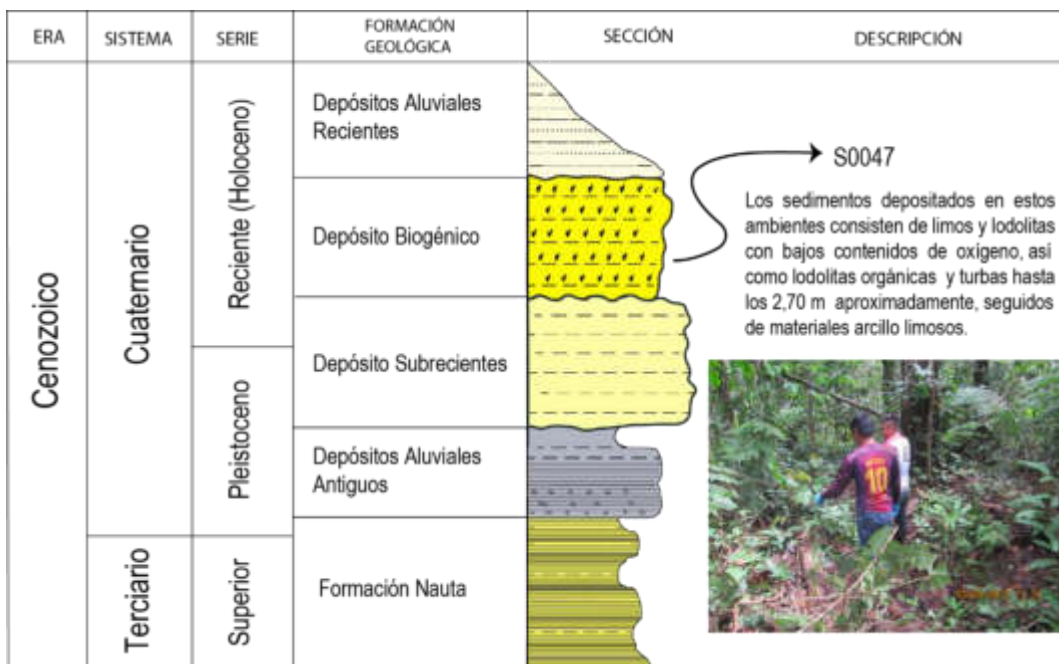 ERA
SISTEMA
SERIE
FORMACIÓN
GEOLÓGICA
SECCIÓN
DESCRIPCIÓN
Cenozoico
Cuaternario
Terciario
Reciente (Holoceno)
Pleistoceno
Superior
Depósitos Aluviales
Recientes
Depósito Biogénico
Depósito Subrecientes
Depósitos Aluviales
Antiguos
Formación Nauta
S0047
Los sedimentos depositados en estos
ambientes consisten de limos y lodolitas
con bajos contenidos de oxígeno, así
como lodolitas orgánicas y turbas hasta
los 2,70 m aproximadamente, seguidos
de materiales arcillo limosos.
10